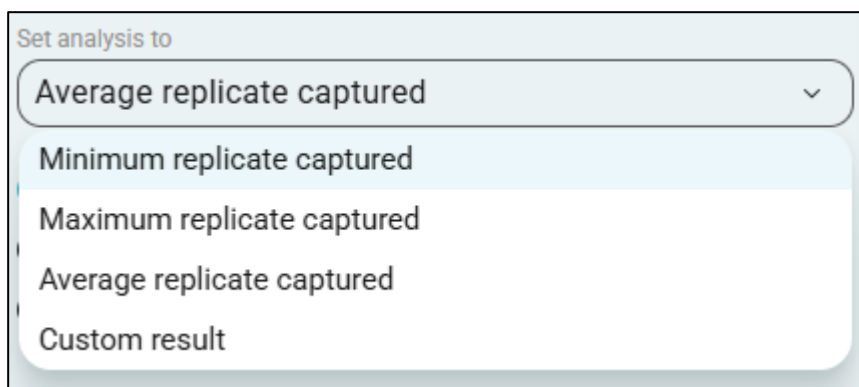 Set analysis to
Average replicate captured
Minimum replicate captured
Maximum replicate captured
Average replicate captured
Custom result